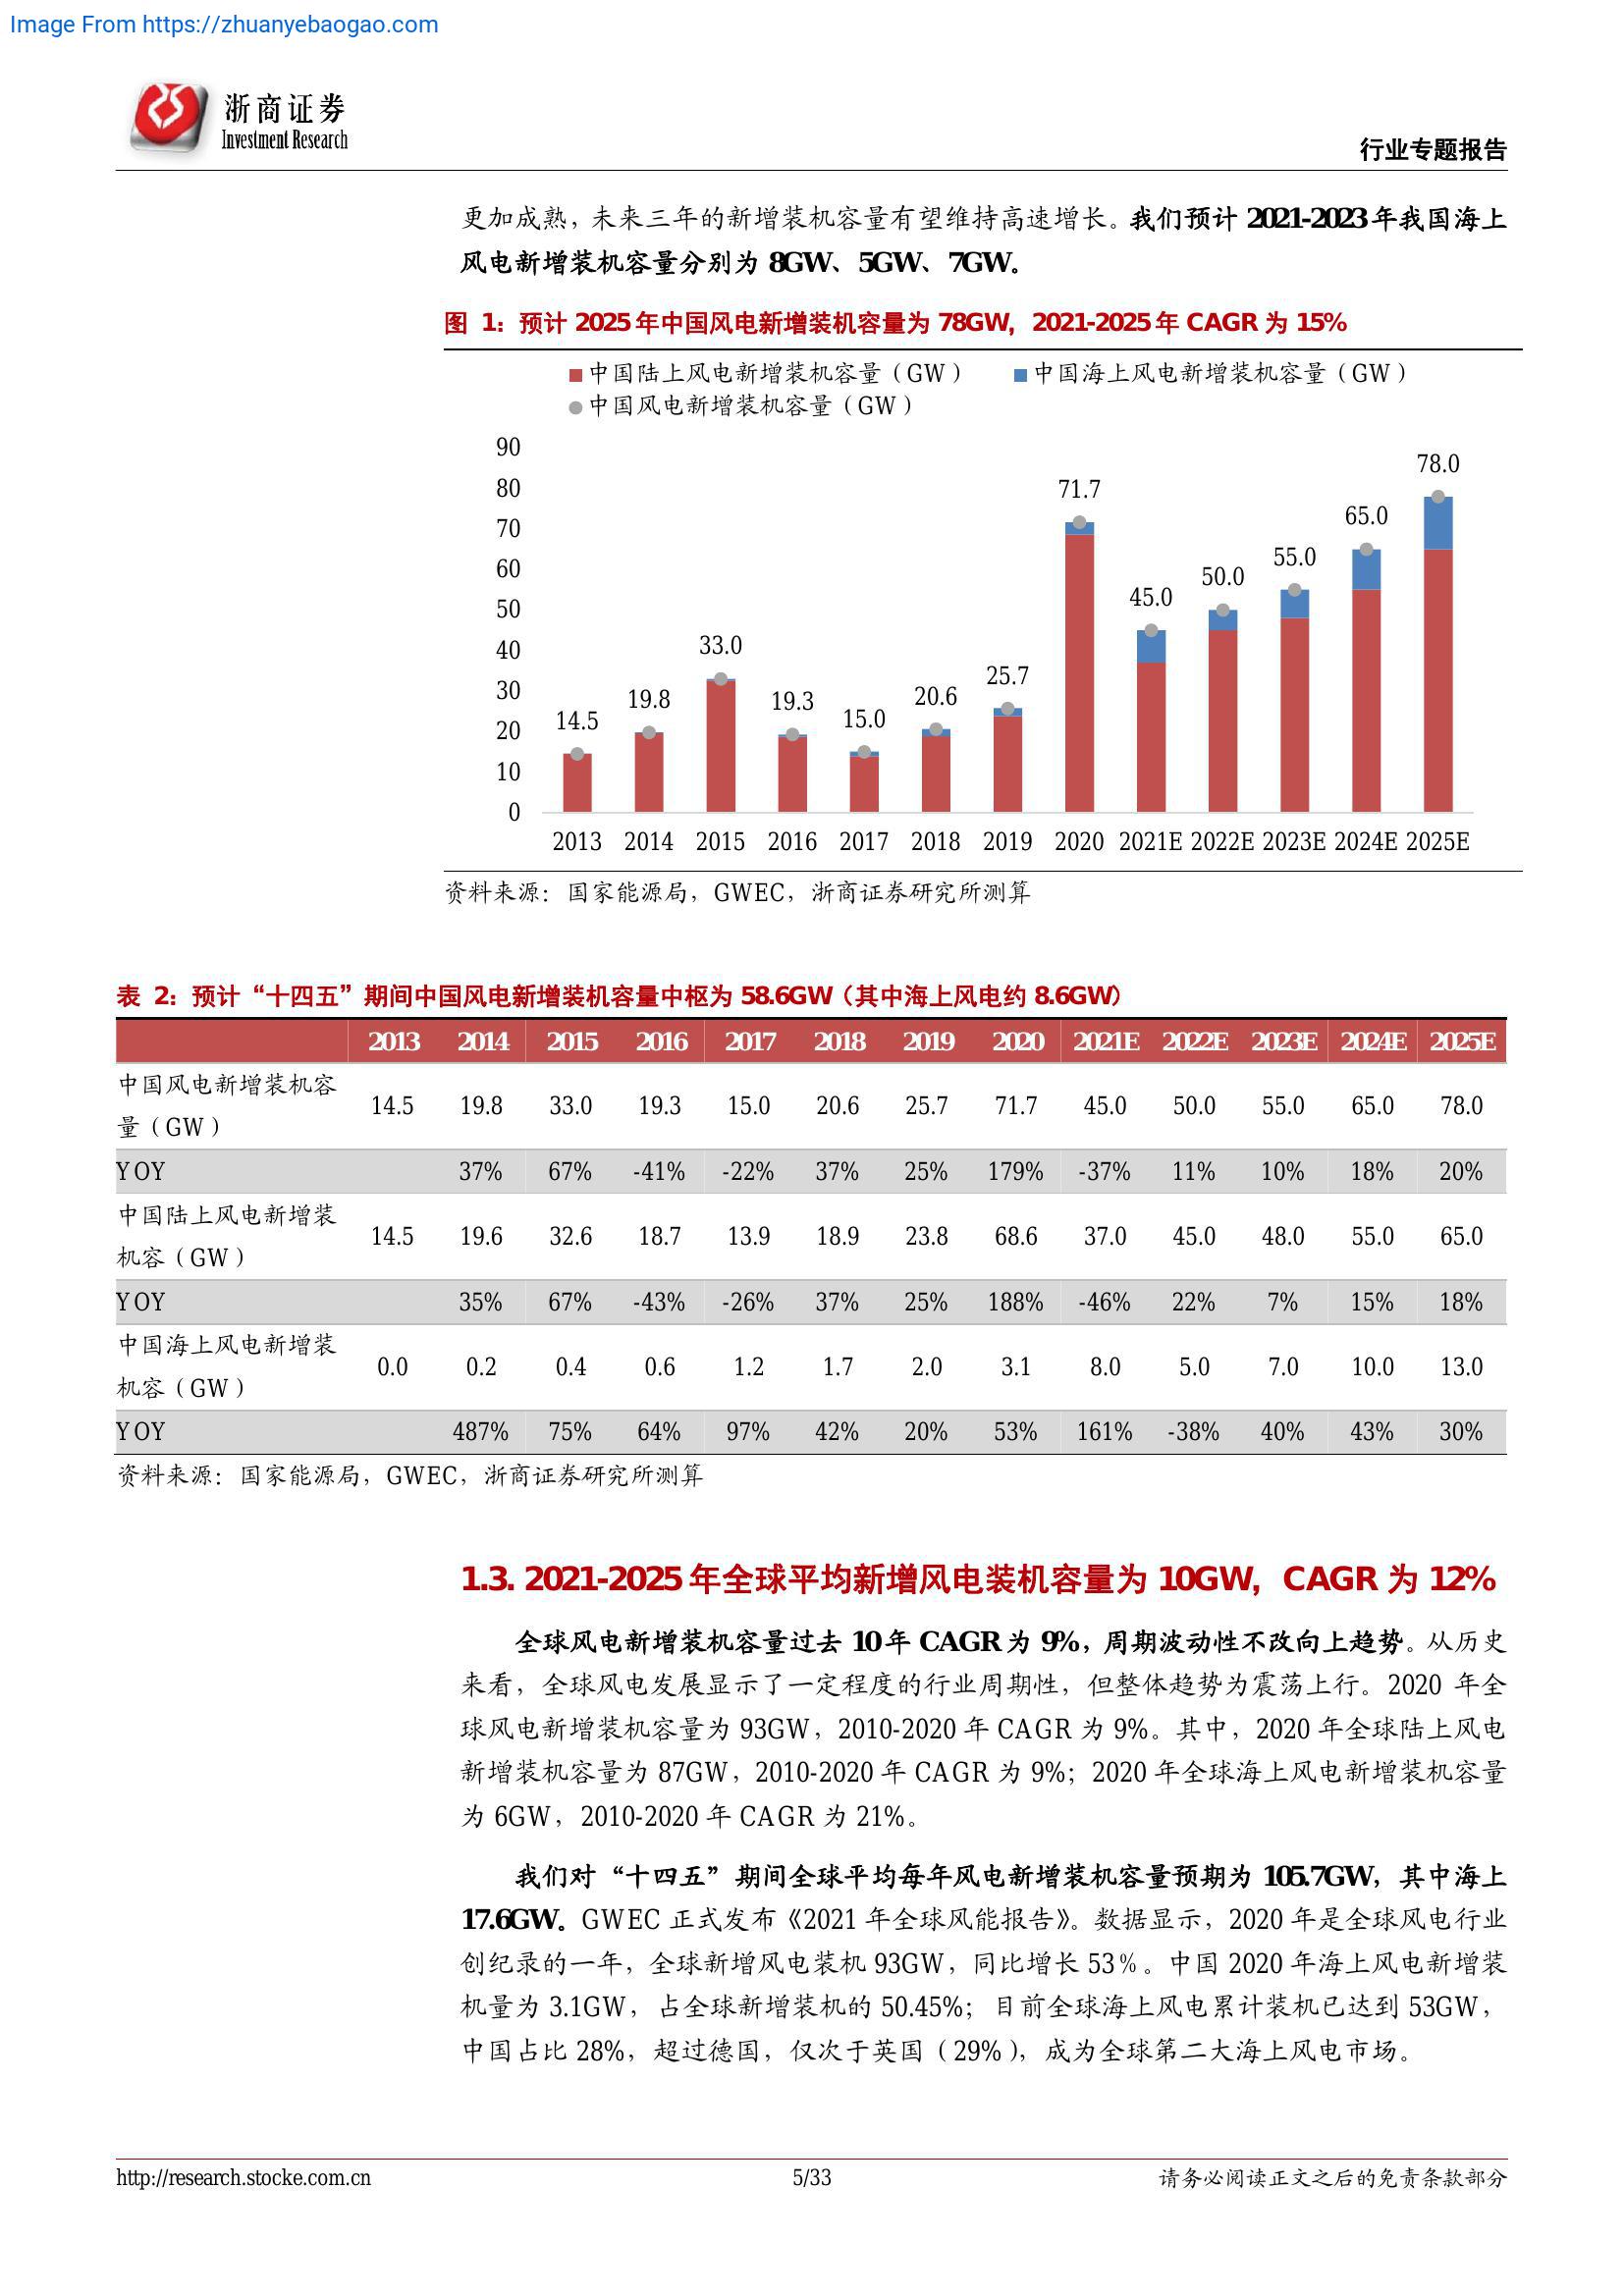 Image From https://zhuanyebaogao.com
浙商证券
Investment Research
行业专题报告
更加成熟，未来三年的新增装机容量有望维持高速增长。我们预计 2021-2023 年我国海上
风电新增装机容量分别为 8GW、5GW、7GW。
图 1：预计 2025 年中国风电新增装机容量为 78GW，2021-2025 年 CAGR 为 15%
中国陆上风电新增装机容量（GW） 中国海上风电新增装机容量（GW）
中国风电新增装机容量（GW）
90
80
70
60
50
40
30
20
10
0
14.5 19.8 33.0 19.3 15.0 20.6 25.7 71.7 45.0 50.0 55.0 65.0 78.0
2013 2014 2015 2016 2017 2018 2019 2020 2021E 2022E 2023E 2024E 2025E
资料来源：国家能源局，GWEC，浙商证券研究所测算
表 2：预计“十四五”期间中国风电新增装机容量中枢为 58.6GW（其中海上风电约 8.6GW）
2013 2014 2015 2016 2017 2018 2019 2020 2021E 2022E 2023E 2024E 2025E
中国风电新增装机容
量（GW） 14.5 19.8 33.0 19.3 15.0 20.6 25.7 71.7 45.0 50.0 55.0 65.0 78.0
YOY 37% 67% -41% -22% 37% 25% 179% -37% 11% 10% 18% 20%
中国陆上风电新增装
机容（GW） 14.5 19.6 32.6 18.7 13.9 18.9 23.8 68.6 37.0 45.0 48.0 55.0 65.0
YOY 35% 67% -43% -26% 37% 25% 188% -46% 22% 7% 15% 18%
中国海上风电新增装
机容（GW） 0.0 0.2 0.4 0.6 1.2 1.7 2.0 3.1 8.0 5.0 7.0 10.0 13.0
YOY 487% 75% 64% 97% 42% 20% 53% 161% -38% 40% 43% 30%
资料来源：国家能源局，GWEC，浙商证券研究所测算
1.3. 2021-2025 年全球平均新增风电装机容量为 10GW，CAGR 为 12%
全球风电新增装机容量过去 10 年 CAGR 为 9%，周期波动性不改向上趋势。从历史
来看，全球风电发展显示了一定程度的行业周期性，但整体趋势为震荡上行。2020 年全
球风电新增装机容量为 93GW，2010-2020 年 CAGR 为 9%。其中，2020 年全球陆上风电
新增装机容量为 87GW，2010-2020 年 CAGR 为 9%；2020 年全球海上风电新增装机容量
为 6GW，2010-2020 年 CAGR 为 21%。
我们对“十四五”期间全球平均每年风电新增装机容量预期为 105.7GW，其中海上
17.6GW。GWEC 正式发布《2021 年全球风能报告》。数据显示，2020 年是全球风电行业
创纪录的一年，全球新增风电装机 93GW，同比增长 53％。中国 2020 年海上风电新增装
机量为 3.1GW，占全球新增装机的 50.45%；目前全球海上风电累计装机已达到 53GW，
中国占比 28%，超过德国，仅次于英国（29%），成为全球第二大海上风电市场。
http://research.stocke.com.cn 5/33 请务必阅读正文之后的免责条款部分